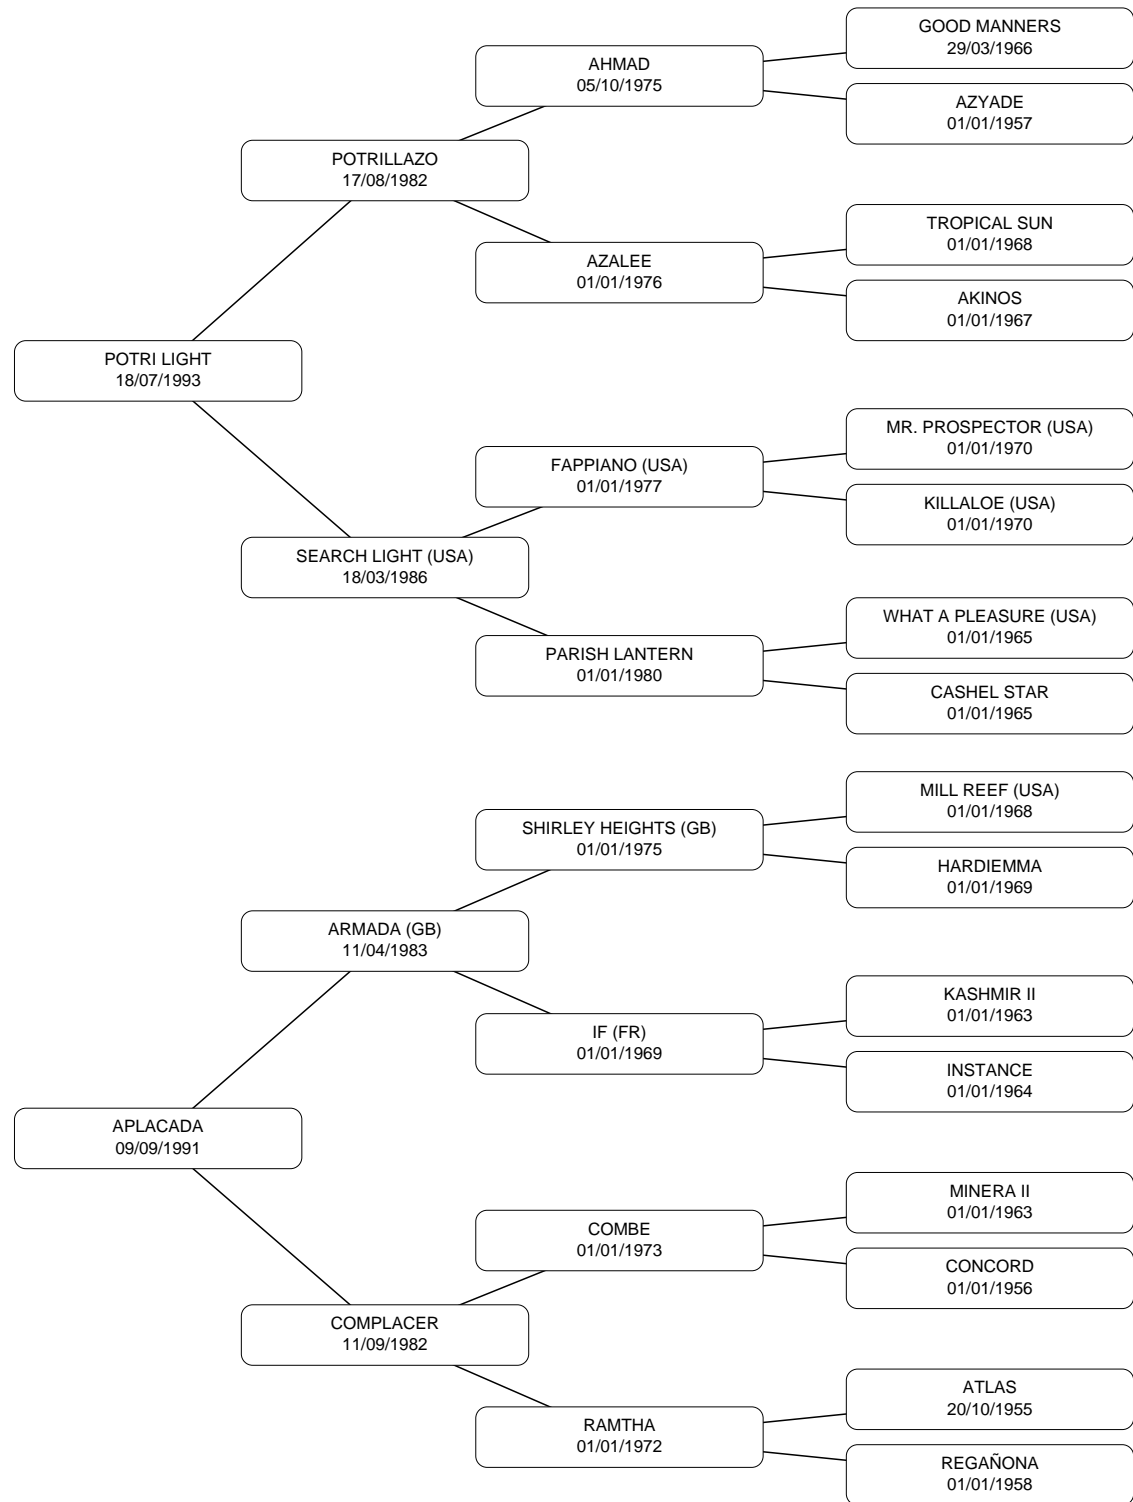 GOOD MANNERS
29/03/1966
AHMAD
05/10/1975
AZYADE
01/01/1957
POTRILLAZO
17/08/1982
TROPICAL SUN
01/01/1968
AZALEE
01/01/1976
AKINOS
01/01/1967
POTRI LIGHT
18/07/1993
MR. PROSPECTOR (USA)
01/01/1970
FAPPIANO (USA)
01/01/1977
KILLALOE (USA)
01/01/1970
SEARCH LIGHT (USA)
18/03/1986
WHAT A PLEASURE (USA)
01/01/1965
PARISH LANTERN
01/01/1980
CASHEL STAR
01/01/1965
MILL REEF (USA)
01/01/1968
SHIRLEY HEIGHTS (GB)
01/01/1975
HARDIEMMA
01/01/1969
ARMADA (GB)
11/04/1983
KASHMIR II
01/01/1963
IF (FR)
01/01/1969
INSTANCE
01/01/1964
APLACADA
09/09/1991
MINERA II
01/01/1963
COMBE
01/01/1973
CONCORD
01/01/1956
COMPLACER
11/09/1982
ATLAS
20/10/1955
RAMTHA
01/01/1972
REGAÑONA
01/01/1958